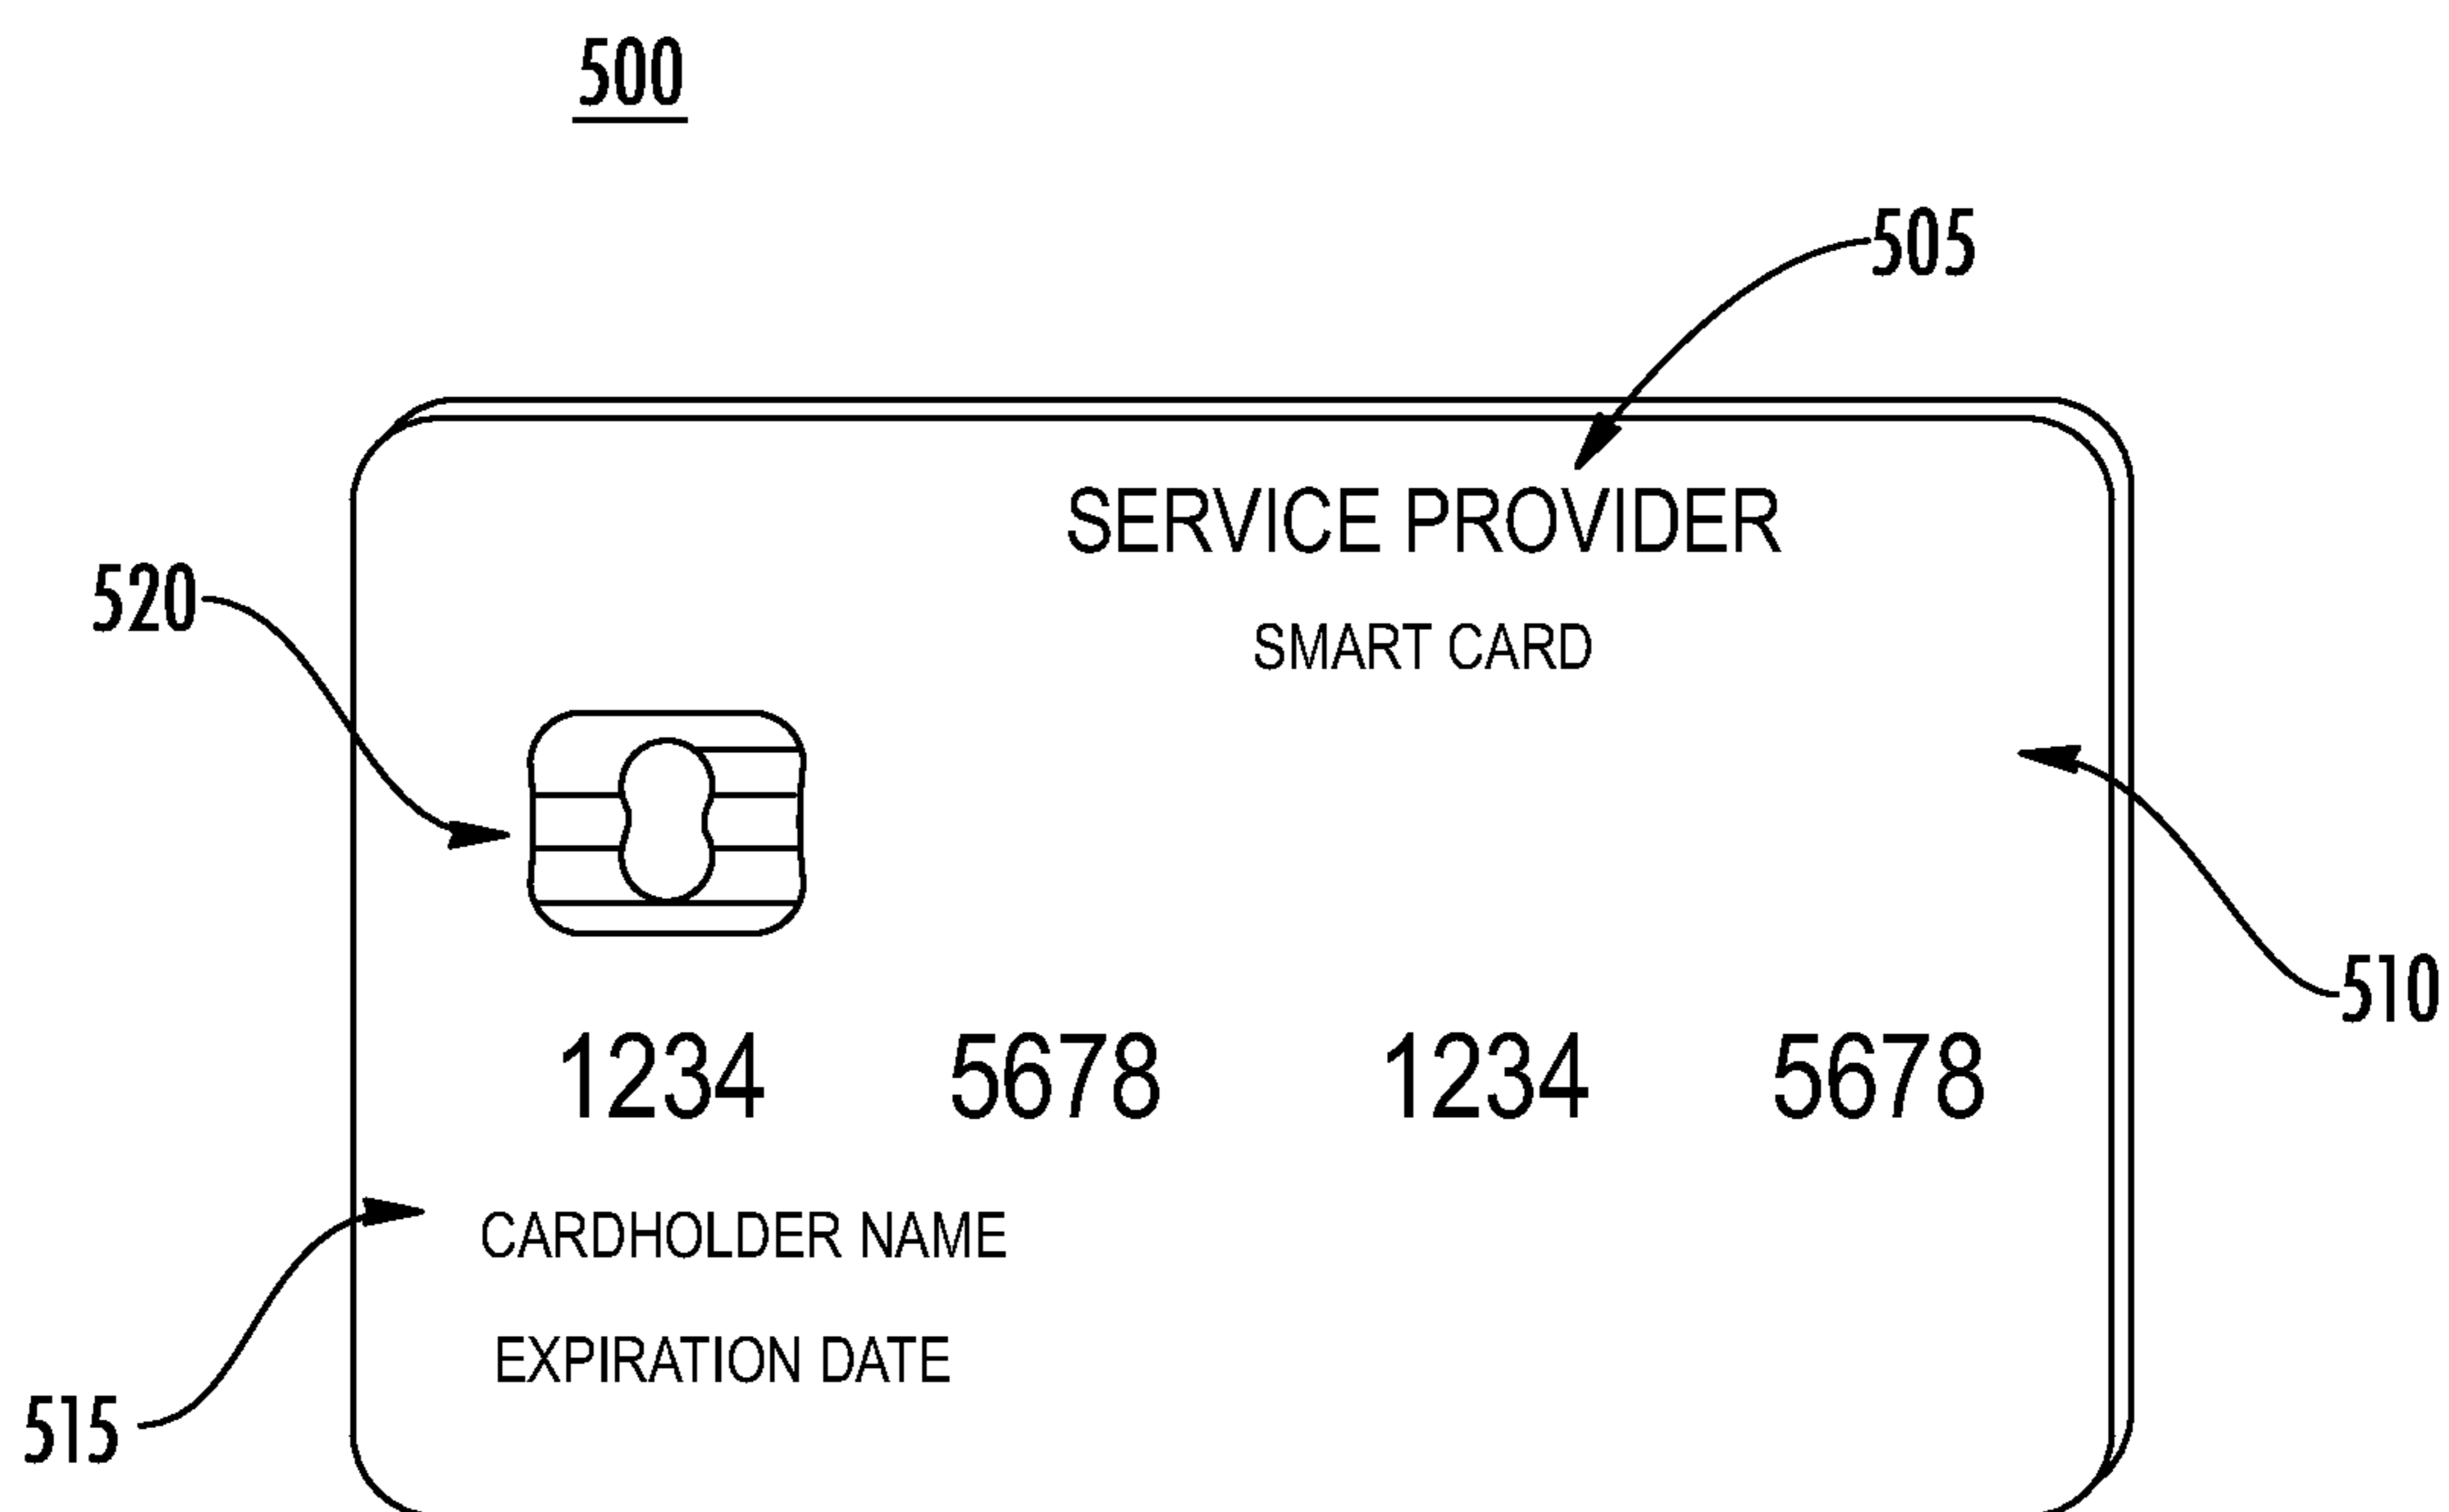 500
505
SERVICE PROVIDER
520
SMART CARD
510
1234 5678 1234 5678
CARDHOLDER NAME
EXPIRATION DATE
515